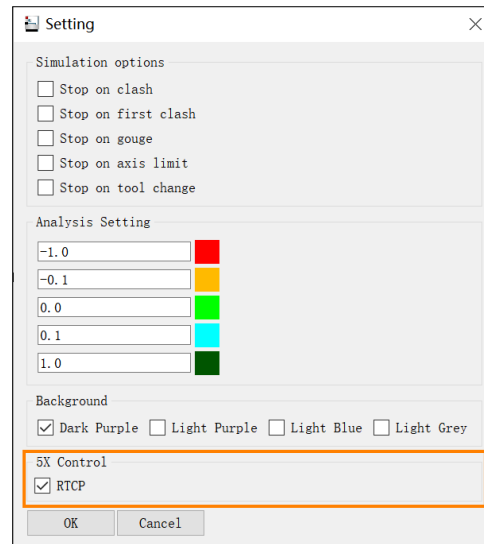 Setting
Simulation options
Stop on clash
Stop on first clash
Stop on gouge
Stop on axis limit
Stop on tool change
Analysis Setting
-1.0
-0.1
0.0
0.1
1.0
Background
Dark Purple Light Purple Light Blue Light Grey
5X Control
RTCP
OK Cancel